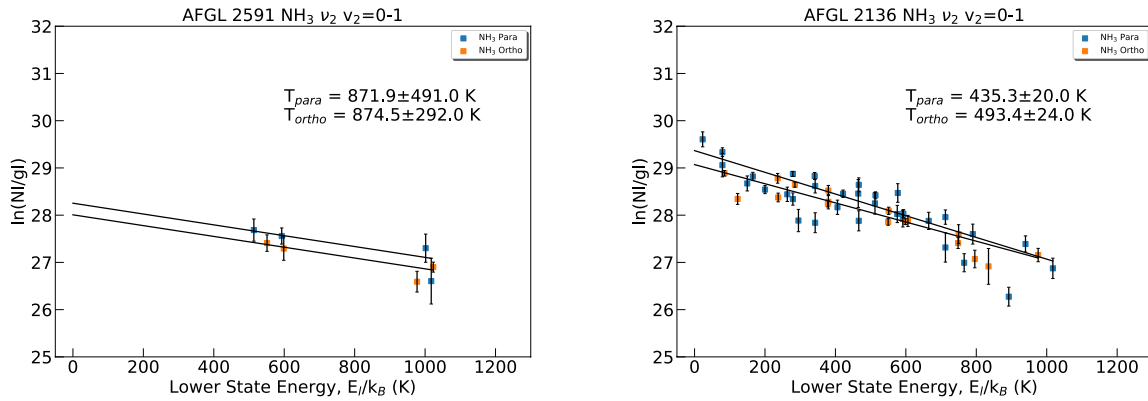 AFGL 2591 NH₃ ν₂ v₂=0-1
NH₃ Para
NH₃ Ortho
Tₚₐᵣₐ = 871.9±491.0 K
Tₒᵣₜₕₒ = 874.5±292.0 K
ln(Nl/gl)
32
31
30
29
28
27
26
25
0 200 400 600 800 1000 1200
Lower State Energy, Eₗ/k_B (K)
AFGL 2136 NH₃ ν₂ v₂=0-1
NH₃ Para
NH₃ Ortho
Tₚₐᵣₐ = 435.3±20.0 K
Tₒᵣₜₕₒ = 493.4±24.0 K
ln(Nl/gl)
32
31
30
29
28
27
26
25
0 200 400 600 800 1000 1200
Lower State Energy, Eₗ/k_B (K)